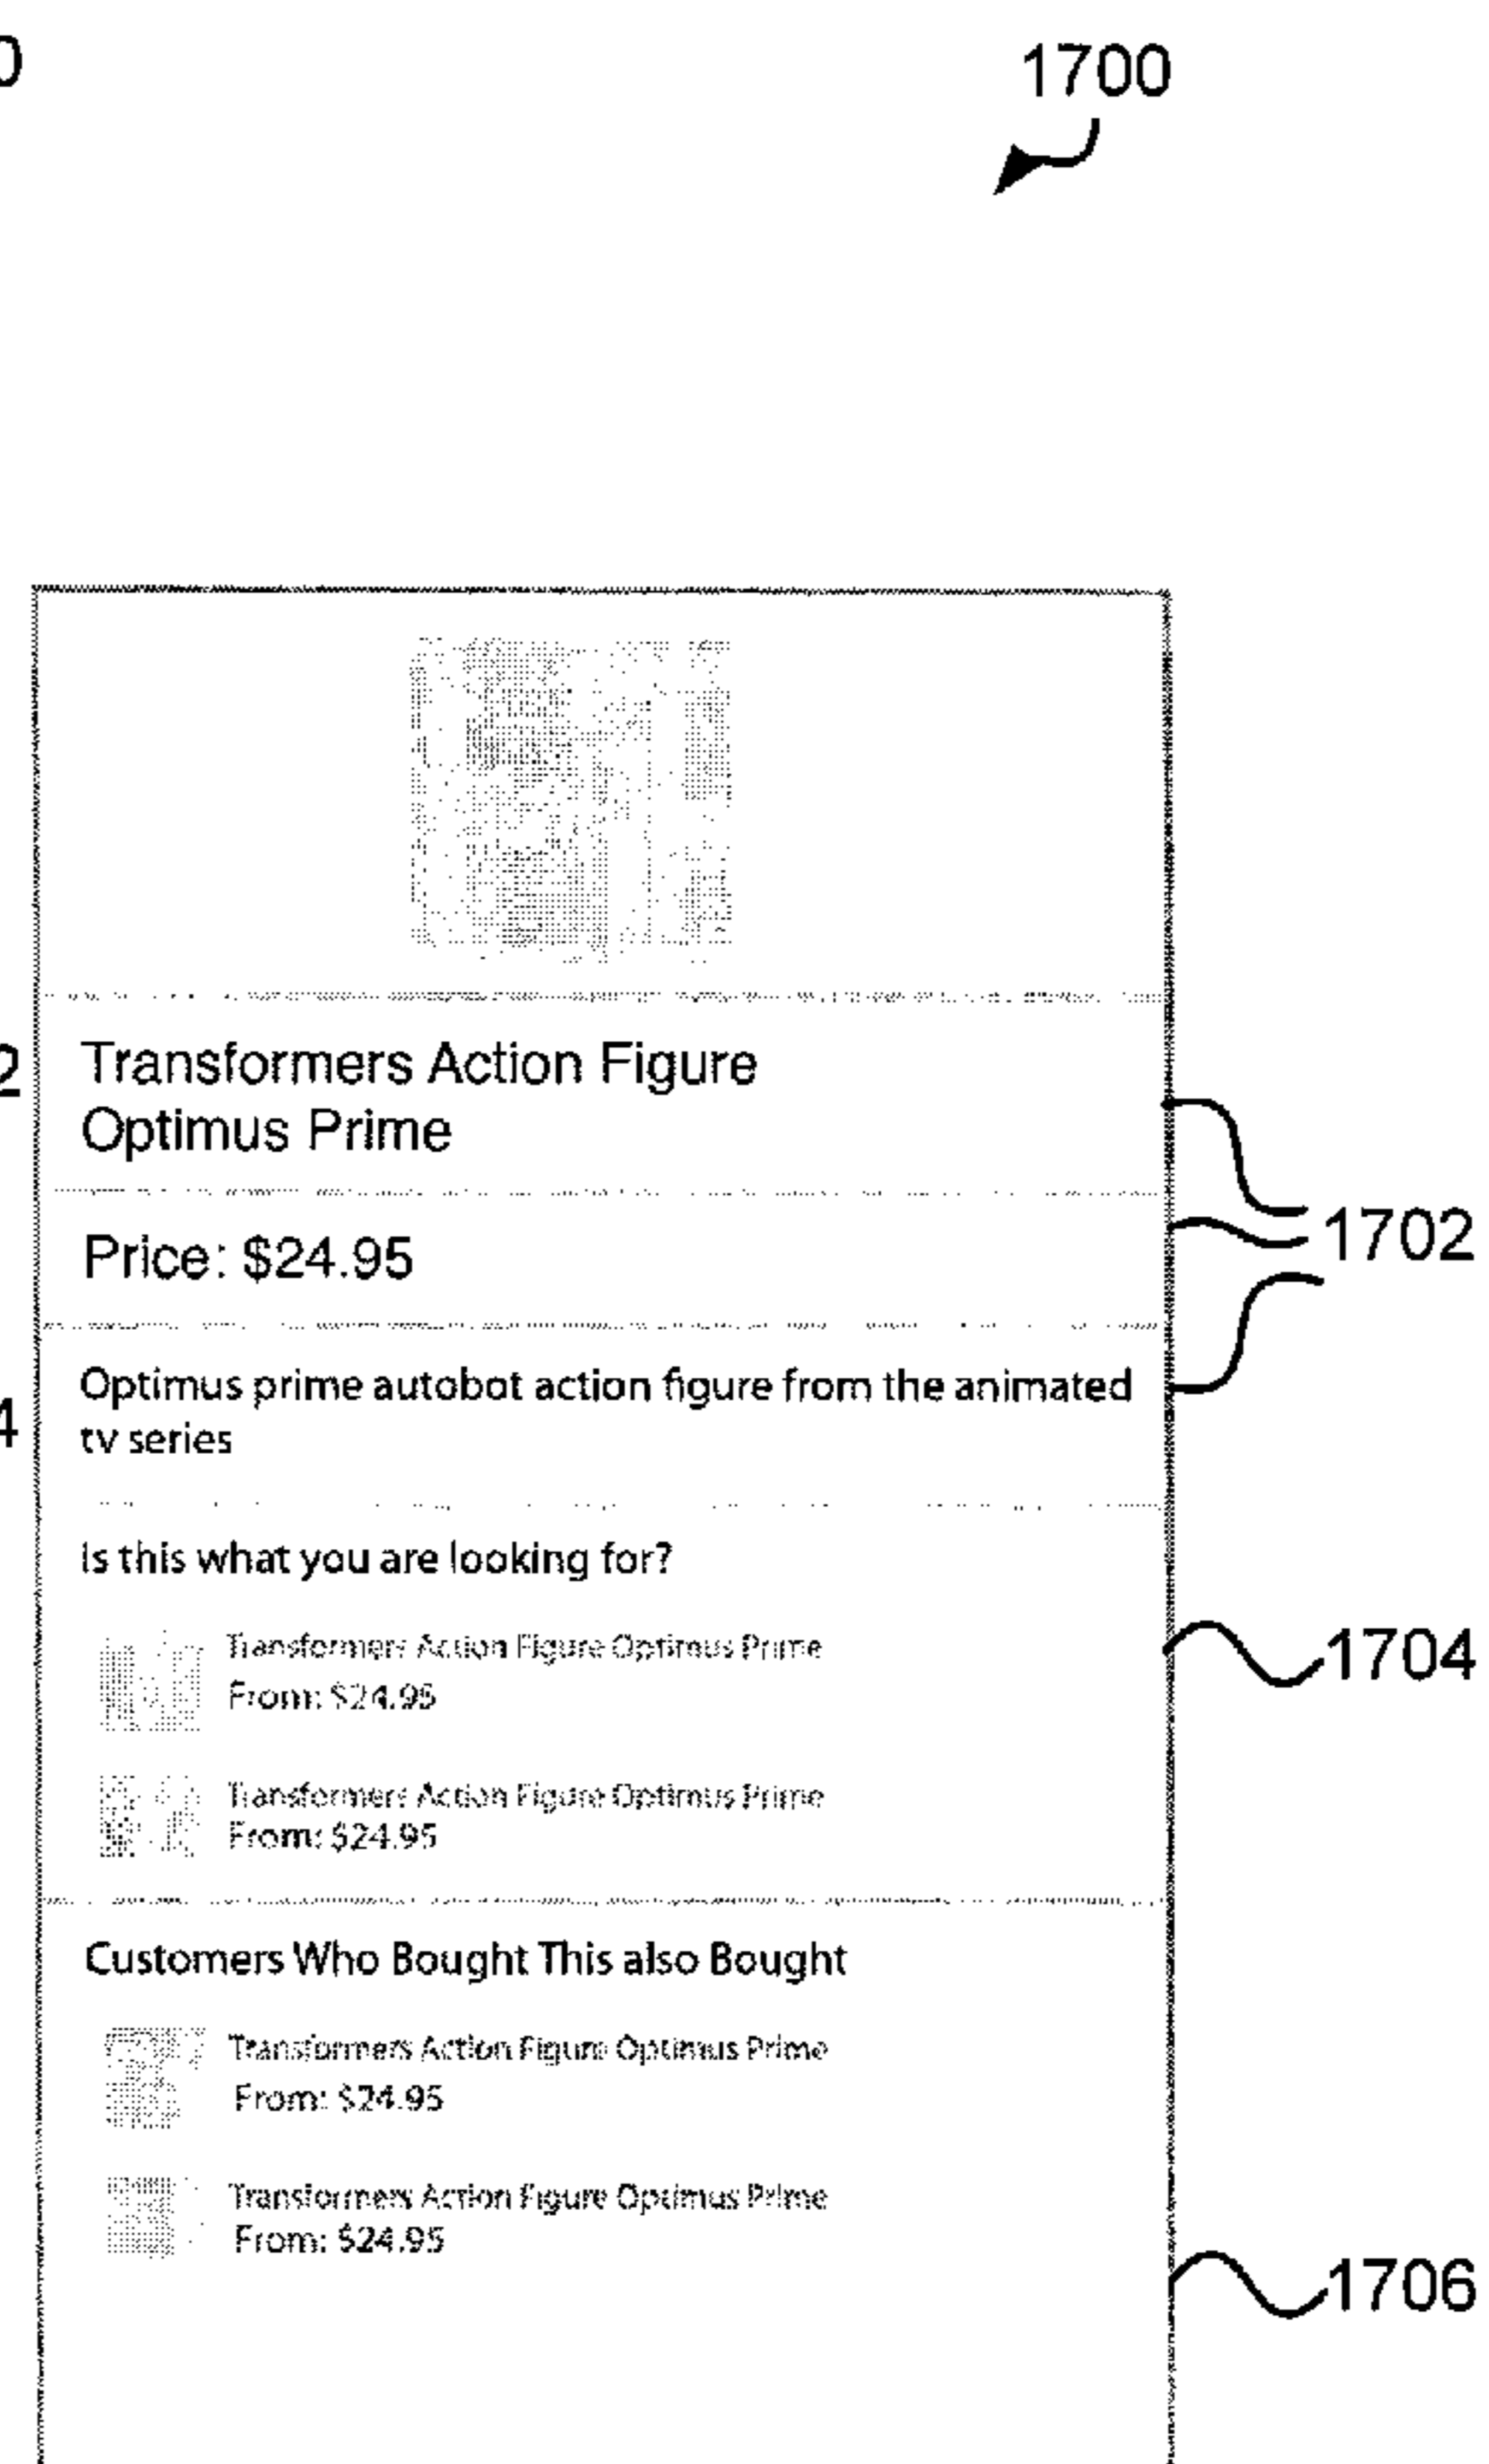 0
1700
Transformers Action Figure
Optimus Prime
Price: $24.95
Optimus prime autobot action figure from the animated
tv series
Is this what you are looking for?
Transformers Action Figure Optimus Prime
From: $24.95
Transformers Action Figure Optimus Prime
From: $24.95
Customers Who Bought This also Bought
Transformers Action Figure Optimus Prime
From: $24.95
Transformers Action Figure Optimus Prime
From: $24.95
2
4
1702
1704
1706